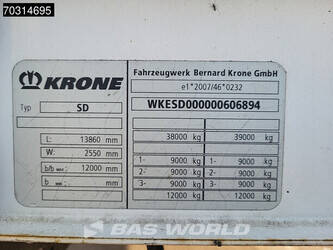 70314695
KRONE
Fahrzeugwerk Bernard Krone GmbH
e1*2007/46*0232
Typ SD
WKESD000000606894
L: 13860 mm
W: 2550 mm
b/b 12000 mm
b mm
38000 kg 39000 kg
1- 9000 kg 1- 9000 kg
2- 9000 kg 2- 9000 kg
3- 9000 kg 3- 9000 kg
12000 kg 12000 kg
BAS WORLD